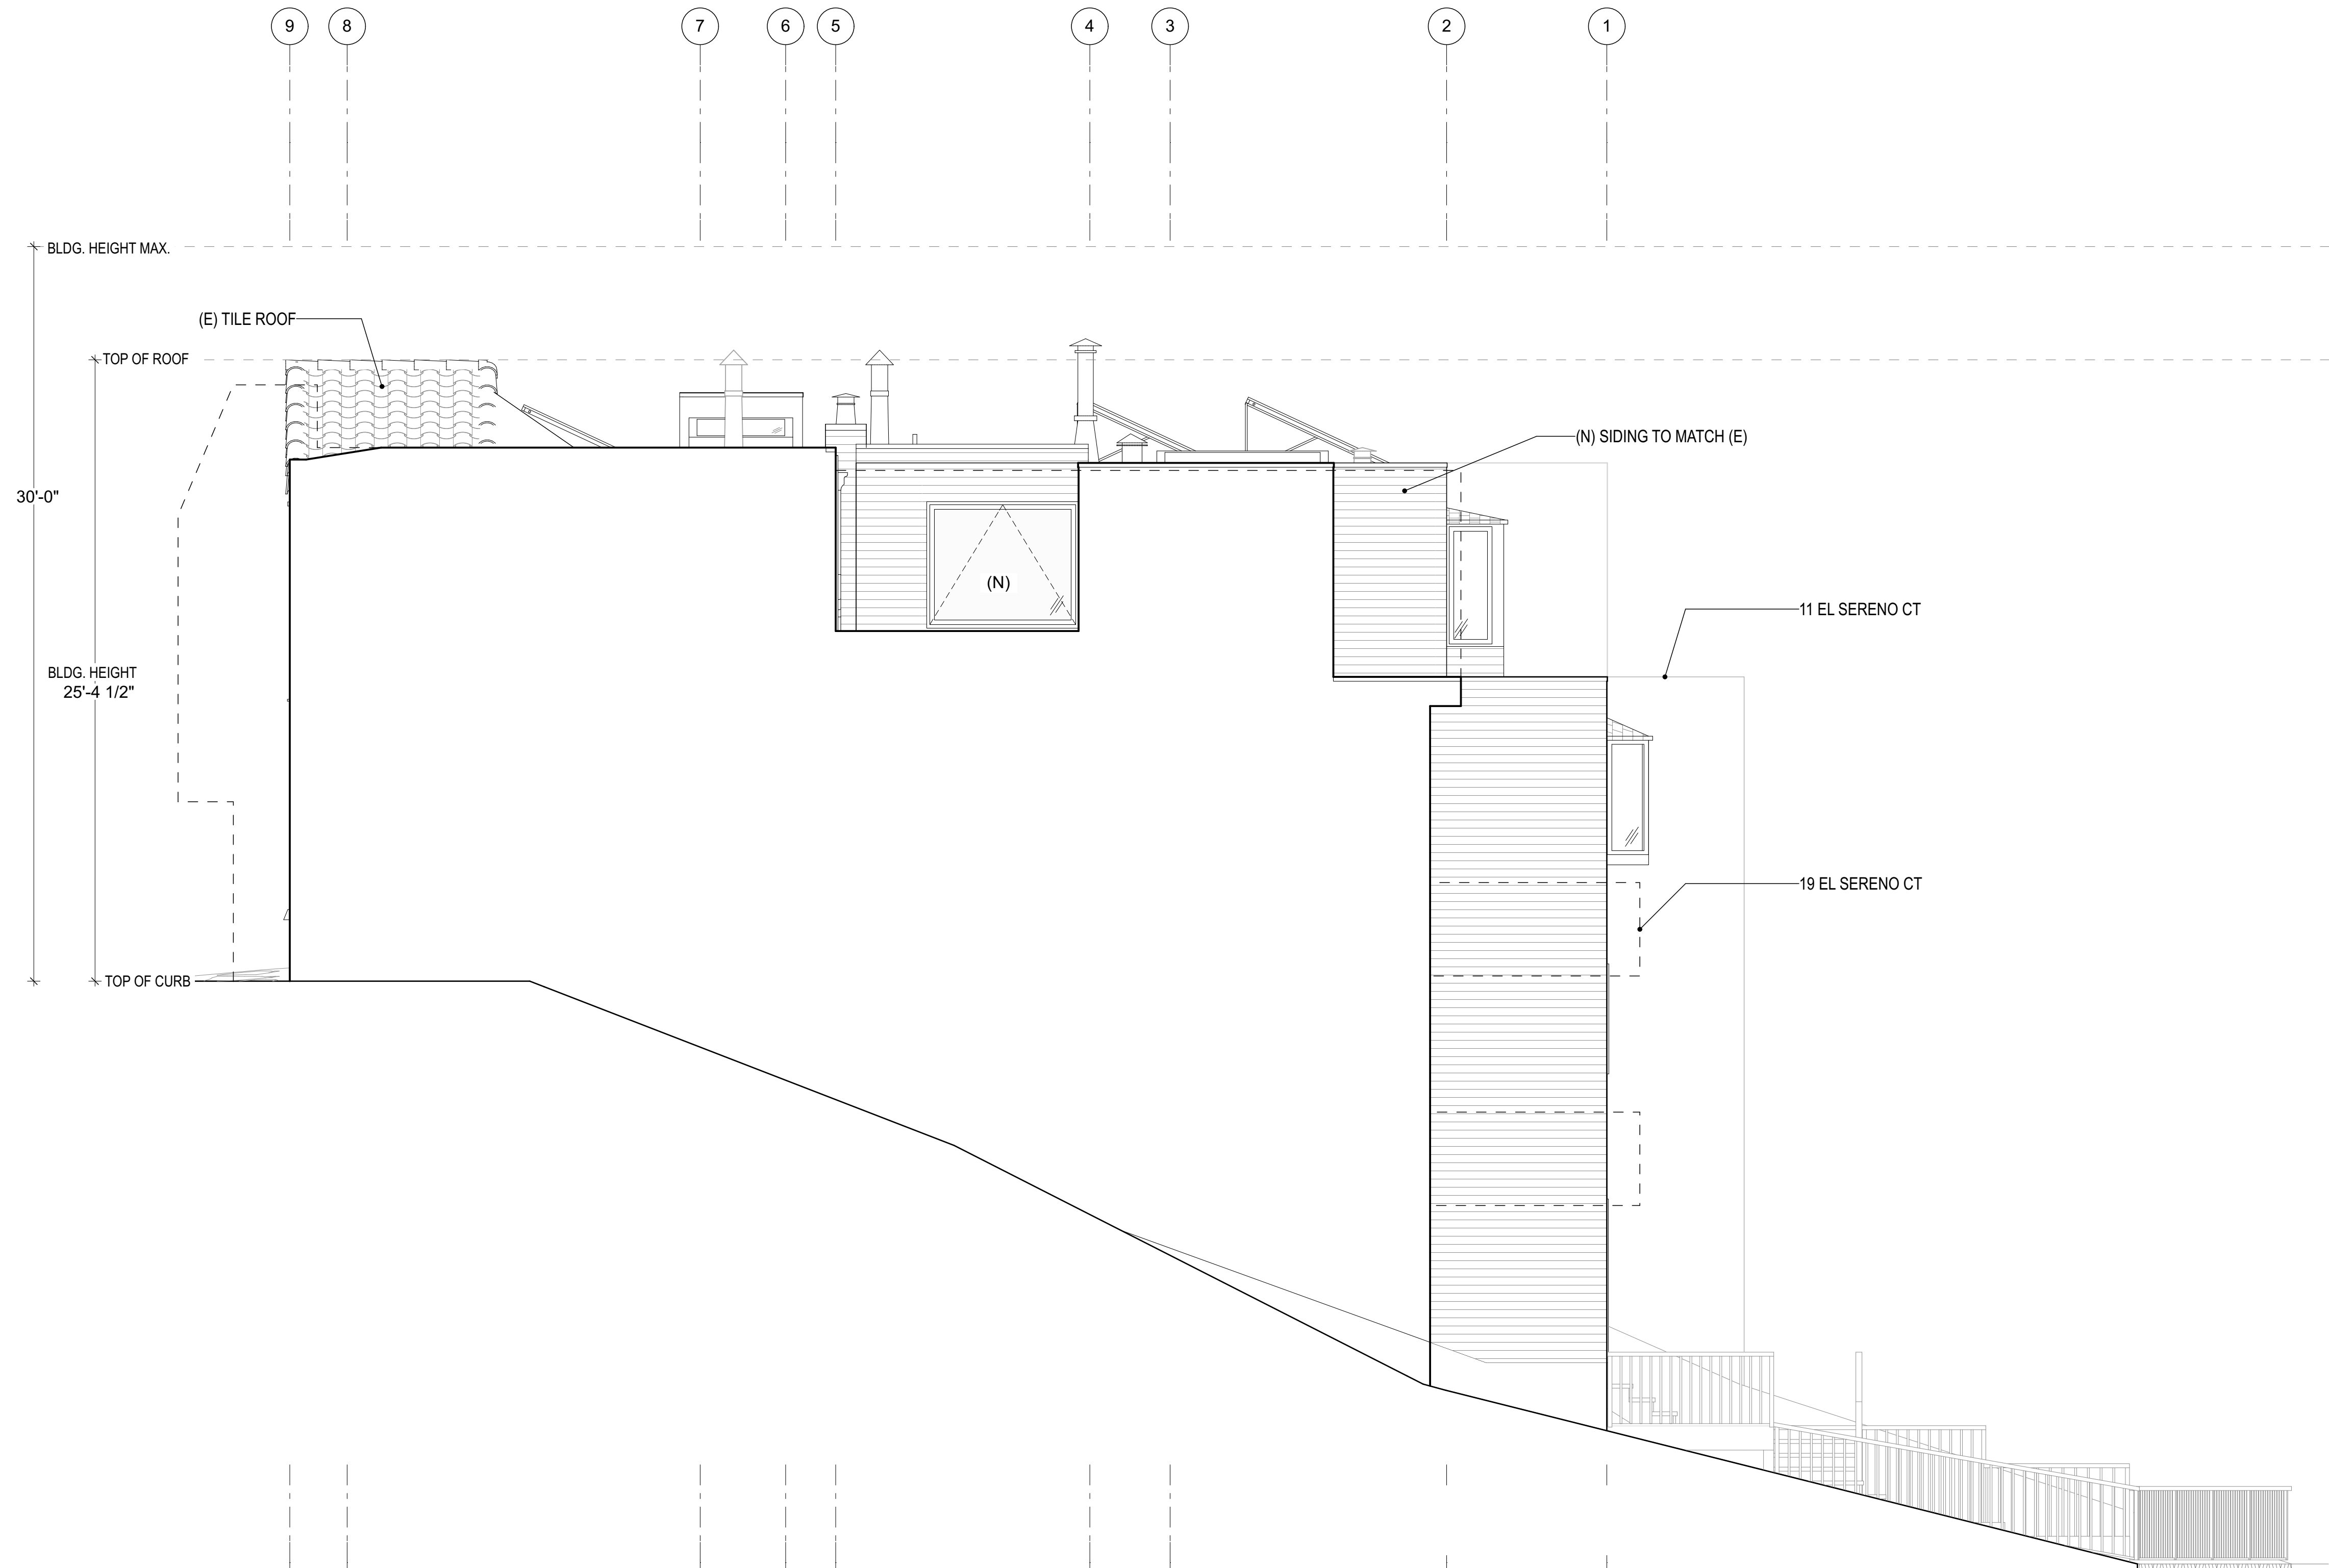 9 8 7 6 5 4 3 2 1
BLDG. HEIGHT MAX.
(E) TILE ROOF
TOP OF ROOF
(N) SIDING TO MATCH (E)
30'-0"
(N)
11 EL SERENO CT
BLDG. HEIGHT
25'-4 1/2"
19 EL SERENO CT
TOP OF CURB